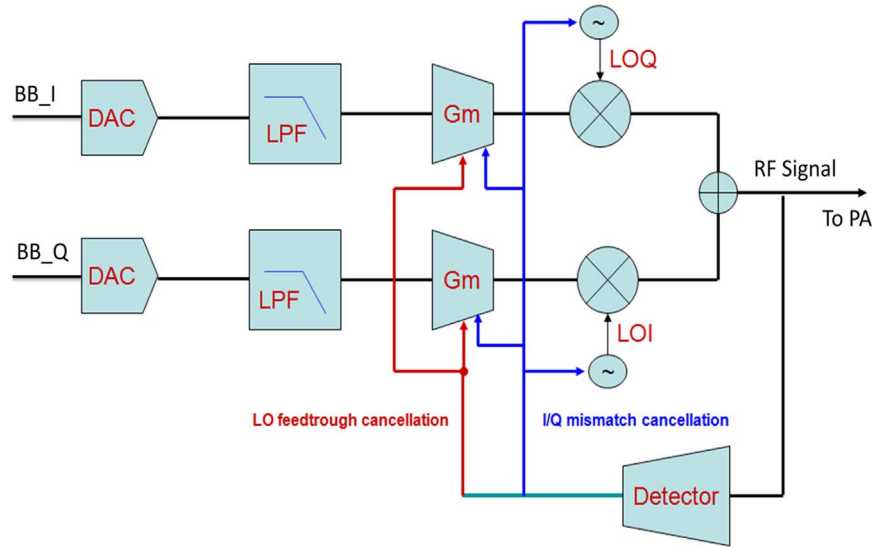 ~
LOQ
BB_I
DAC
LPF
Gm
RF Signal
To PA
BB_Q
DAC
LPF
Gm
LOI
~
LO feedtrough cancellation
I/Q mismatch cancellation
Detector